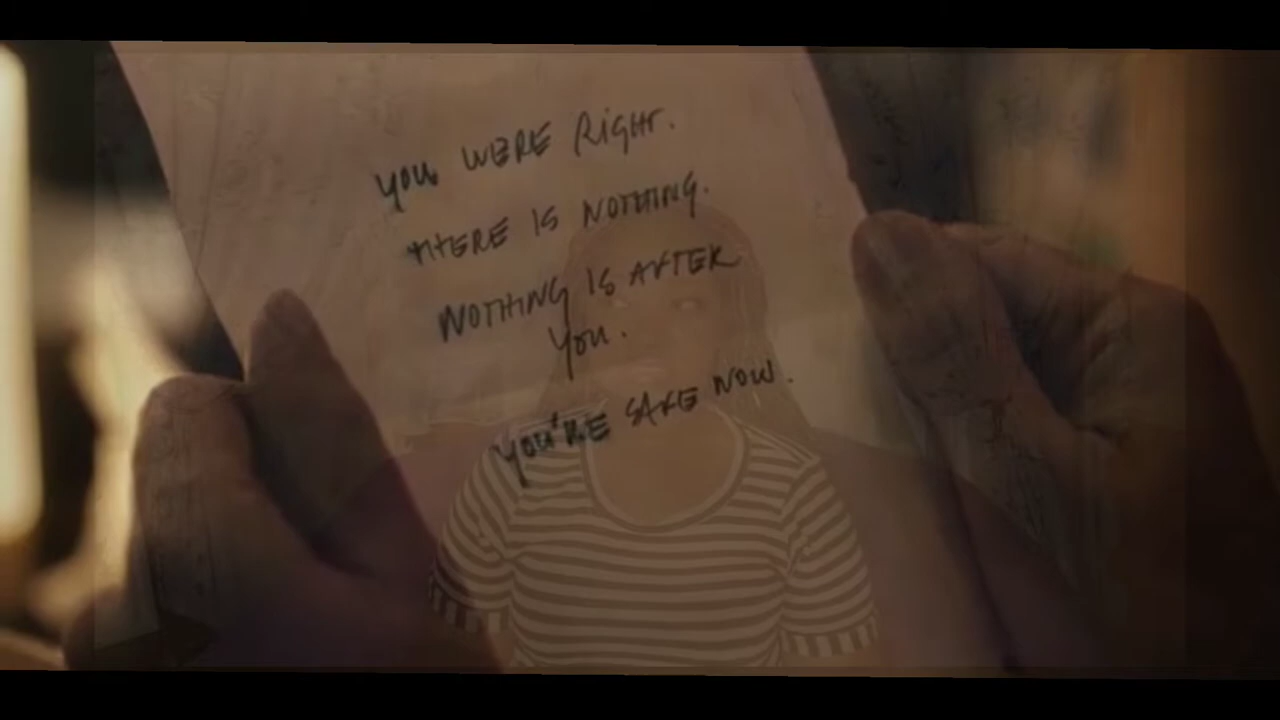 YOU WERE RIGHT.
THERE IS NOTHING.
NOTHING IS AFTER
YOU.
YOU'RE SAFE NOW.